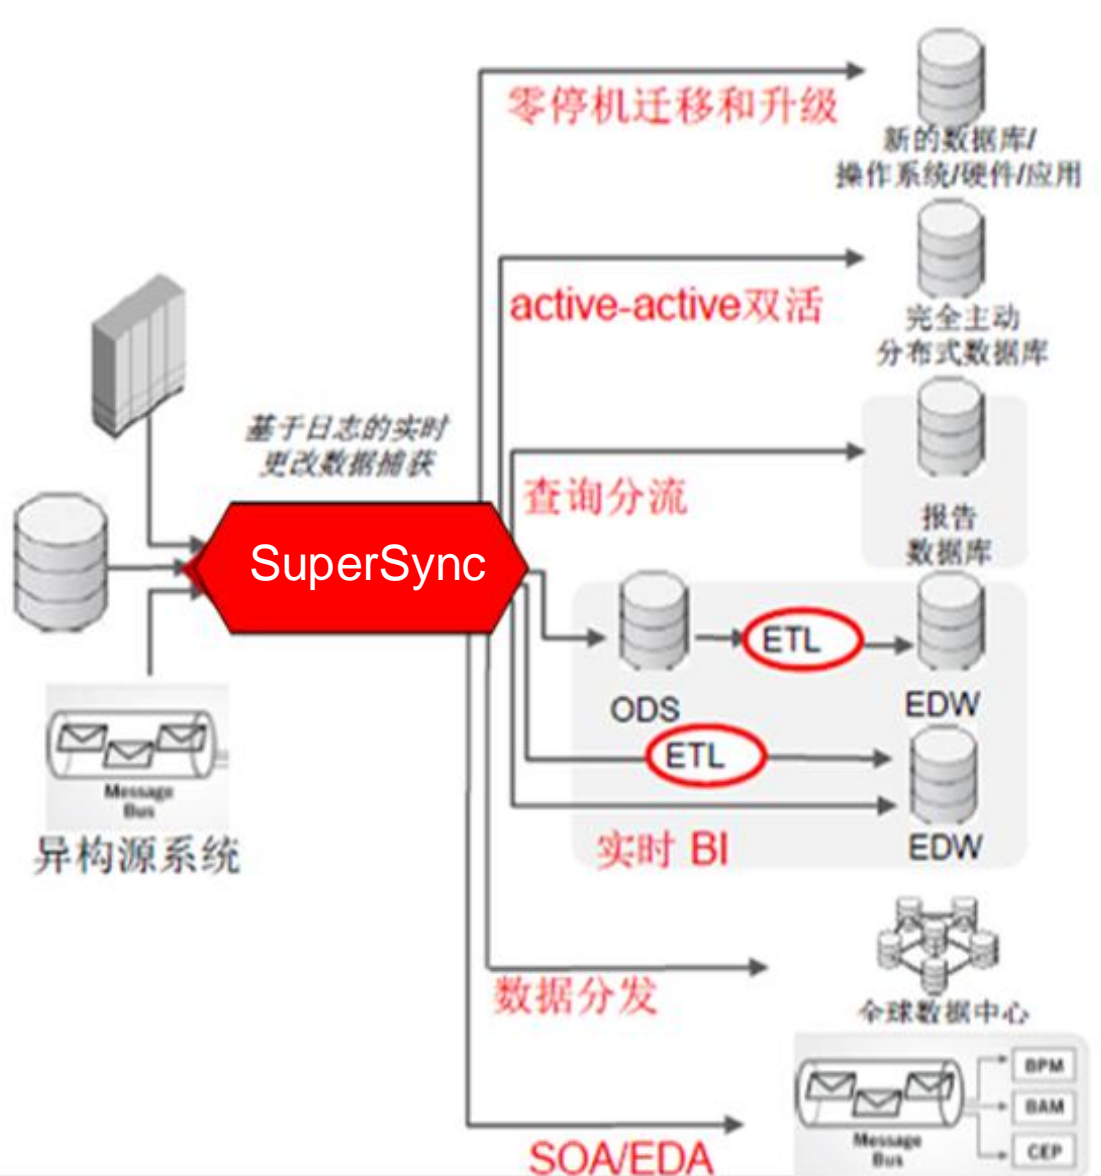 零停机迁移和升级
新的数据库/
操作系统/硬件/应用
active-active双活
完全主动
分布式数据库
基于日志的实时
更改数据捕获
查询分流
报告
数据库
SuperSync
ETL
ODS
EDW
ETL
EDW
实时 BI
Message
Bus
异构源系统
数据分发
全球数据中心
BPM
BAM
CEP
Message
Bus
SOA/EDA